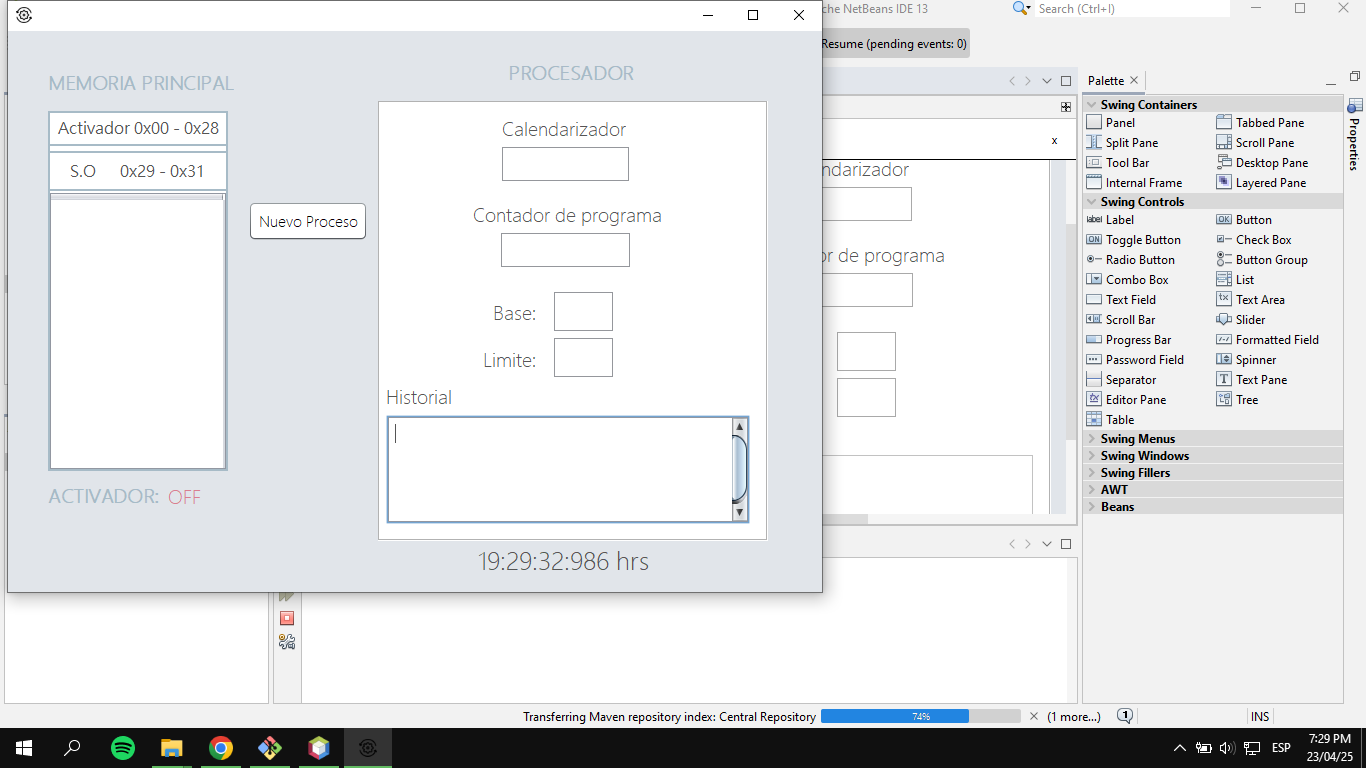 che NetBeans IDE 13
Search (Ctrl+I)
Resume (pending events: 0)
MEMORIA PRINCIPAL
Activador 0x00 - 0x28
S.O 0x29 - 0x31
Nuevo Proceso
ACTIVADOR: OFF
PROCESADOR
Calendarizador
Contador de programa
Base:
Limite:
Historial
19:29:32:986 hrs
x
ndarizador
or de programa
Palette
Swing Containers
Panel Tabbed Pane
Split Pane Scroll Pane
Tool Bar Desktop Pane
Internal Frame Layered Pane
Swing Controls
label Label OK Button
ON Toggle Button Check Box
Radio Button Button Group
Combo Box List
Text Field Text Area
Scroll Bar Slider
Progress Bar Formatted Field
Password Field Spinner
Separator Text Pane
Editor Pane Tree
Table
Swing Menus
Swing Windows
Swing Fillers
AWT
Beans
Properties
Transferring Maven repository index: Central Repository 74% (1 more...) 1 INS
ESP
7:29 PM
23/04/25